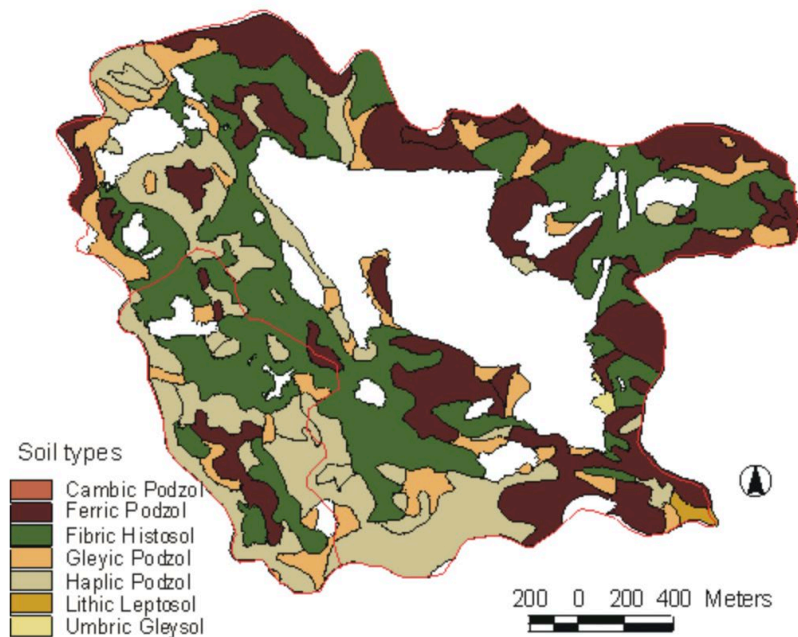 Soil types
Cambic Podzol
Ferric Podzol
Fibric Histosol
Gleyic Podzol
Haplic Podzol
Lithic Leptosol
Umbric Gleysol
200 0 200 400 Meters